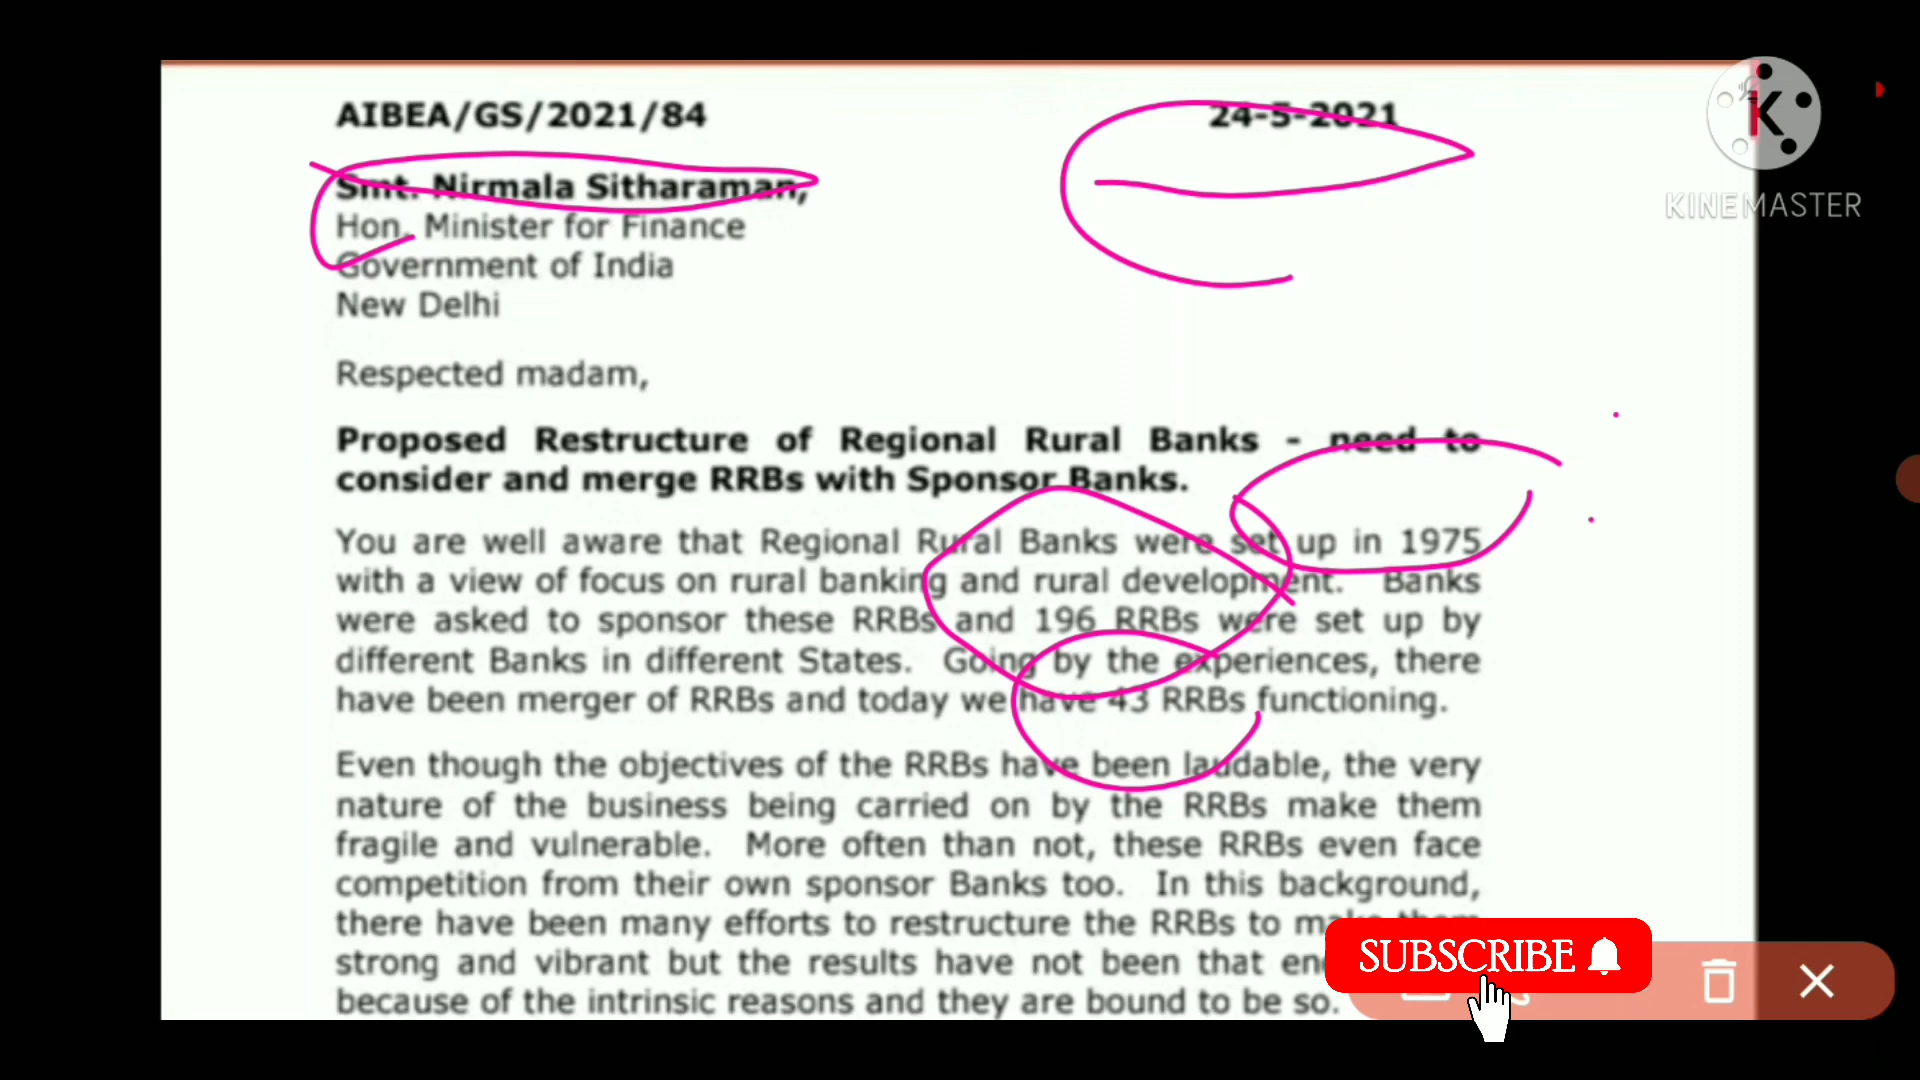 AIBEA/GS/2021/84 24-5-2021
Smt. Nirmala Sitharaman,
Hon. Minister for Finance
Government of India
New Delhi
Respected madam,
Proposed Restructure of Regional Rural Banks - need to
consider and merge RRBs with Sponsor Banks.
You are well aware that Regional Rural Banks were set up in 1975
with a view of focus on rural banking and rural development. Banks
were asked to sponsor these RRBs and 196 RRBs were set up by
different Banks in different States. Going by the experiences, there
have been merger of RRBs and today we have 43 RRBs functioning.
Even though the objectives of the RRBs have been laudable, the very
nature of the business being carried on by the RRBs make them
fragile and vulnerable. More often than not, these RRBs even face
competition from their own sponsor Banks too. In this background,
there have been many efforts to restructure the RRBs to make them
strong and vibrant but the results have not been that
because of the intrinsic reasons and they are bound to be so.
K
KINEMASTER
SUBSCRIBE